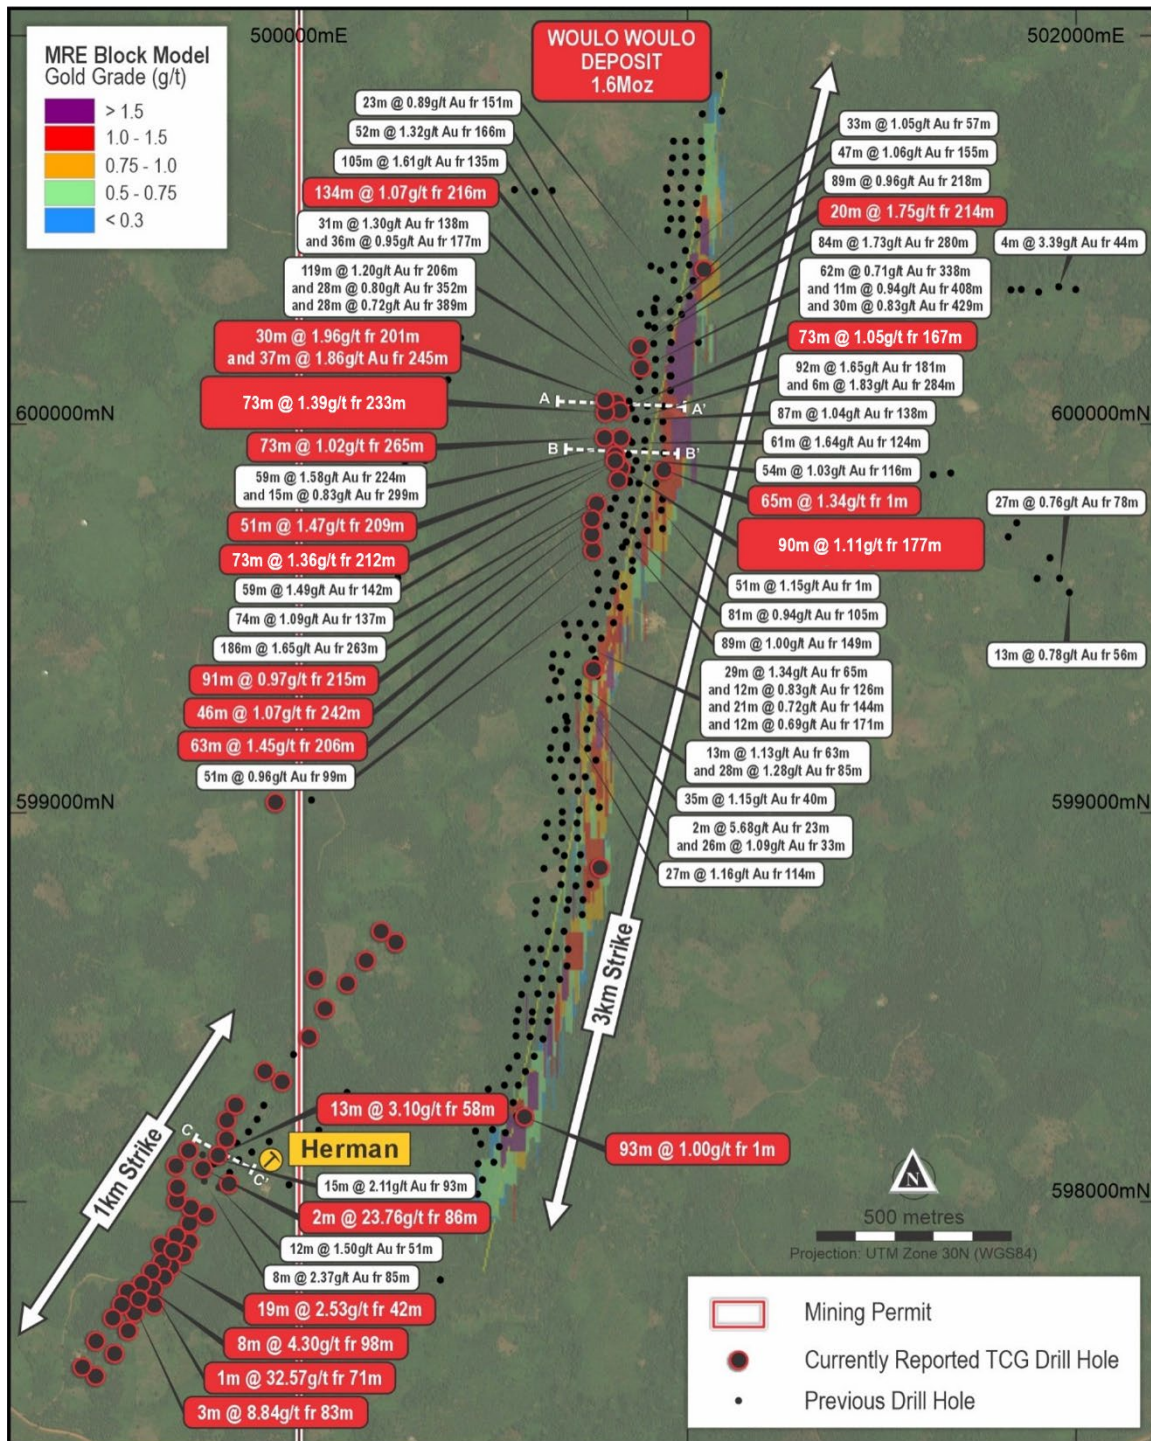 500000mE
502000mE
MRE Block Model
Gold Grade (g/t)
> 1.5
1.0 - 1.5
0.75 - 1.0
0.5 - 0.75
< 0.3
WOULO WOULO
DEPOSIT
1.6Moz
23m @ 0.89g/t Au fr 151m
52m @ 1.32g/t Au fr 166m
105m @ 1.61g/t Au fr 135m
134m @ 1.07g/t fr 216m
31m @ 1.30g/t Au fr 138m
and 36m @ 0.95g/t Au fr 177m
119m @ 1.20g/t Au fr 206m
and 28m @ 0.80g/t Au fr 352m
and 28m @ 0.72g/t Au fr 389m
30m @ 1.96g/t fr 201m
and 37m @ 1.86g/t Au fr 245m
73m @ 1.39g/t fr 233m
73m @ 1.02g/t fr 265m
59m @ 1.58g/t Au fr 224m
and 15m @ 0.83g/t Au fr 299m
51m @ 1.47g/t fr 209m
73m @ 1.36g/t fr 212m
59m @ 1.49g/t Au fr 142m
74m @ 1.09g/t Au fr 137m
186m @ 1.65g/t Au fr 263m
91m @ 0.97g/t fr 215m
46m @ 1.07g/t fr 242m
63m @ 1.45g/t fr 206m
51m @ 0.96g/t Au fr 99m
33m @ 1.05g/t Au fr 57m
47m @ 1.06g/t Au fr 155m
89m @ 0.96g/t Au fr 218m
20m @ 1.75g/t fr 214m
84m @ 1.73g/t Au fr 280m
62m @ 0.71g/t Au fr 338m
and 11m @ 0.94g/t Au fr 408m
and 30m @ 0.83g/t Au fr 429m
73m @ 1.05g/t fr 167m
92m @ 1.65g/t Au fr 181m
and 6m @ 1.83g/t Au fr 284m
87m @ 1.04g/t Au fr 138m
61m @ 1.64g/t Au fr 124m
54m @ 1.03g/t Au fr 116m
65m @ 1.34g/t fr 1m
90m @ 1.11g/t fr 177m
51m @ 1.15g/t Au fr 1m
81m @ 0.94g/t Au fr 105m
89m @ 1.00g/t Au fr 149m
29m @ 1.34g/t Au fr 65m
and 12m @ 0.83g/t Au fr 126m
and 21m @ 0.72g/t Au fr 144m
and 12m @ 0.69g/t Au fr 171m
13m @ 1.13g/t Au fr 63m
and 28m @ 1.28g/t Au fr 85m
35m @ 1.15g/t Au fr 40m
2m @ 5.68g/t Au fr 23m
and 26m @ 1.09g/t Au fr 33m
27m @ 1.16g/t Au fr 114m
4m @ 3.39g/t Au fr 44m
27m @ 0.76g/t Au fr 78m
13m @ 0.78g/t Au fr 56m
A
A'
B
B'
600000mN
600000mN
599000mN
599000mN
3km Strike
1km Strike
C
C'
Herman
13m @ 3.10g/t fr 58m
15m @ 2.11g/t Au fr 93m
2m @ 23.76g/t fr 86m
12m @ 1.50g/t Au fr 51m
8m @ 2.37g/t Au fr 85m
19m @ 2.53g/t fr 42m
8m @ 4.30g/t fr 98m
1m @ 32.57g/t fr 71m
3m @ 8.84g/t fr 83m
93m @ 1.00g/t fr 1m
N
598000mN
500 metres
Projection: UTM Zone 30N (WGS84)
Mining Permit
Currently Reported TCG Drill Hole
Previous Drill Hole